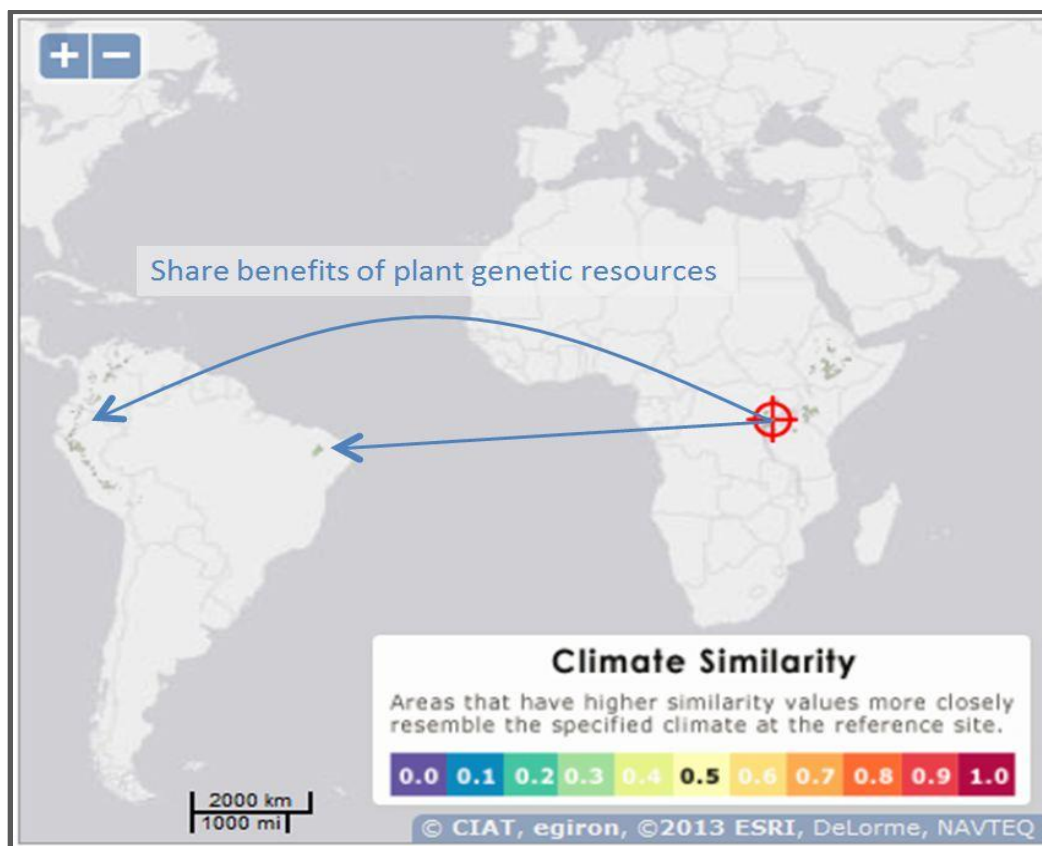 + −
Share benefits of plant genetic resources
Climate Similarity
Areas that have higher similarity values more closely
resemble the specified climate at the reference site.
0.0 0.1 0.2 0.3 0.4 0.5 0.6 0.7 0.8 0.9 1.0
2000 km
1000 mi
© CIAT, egiron, ©2013 ESRI, DeLorme, NAVTEQ